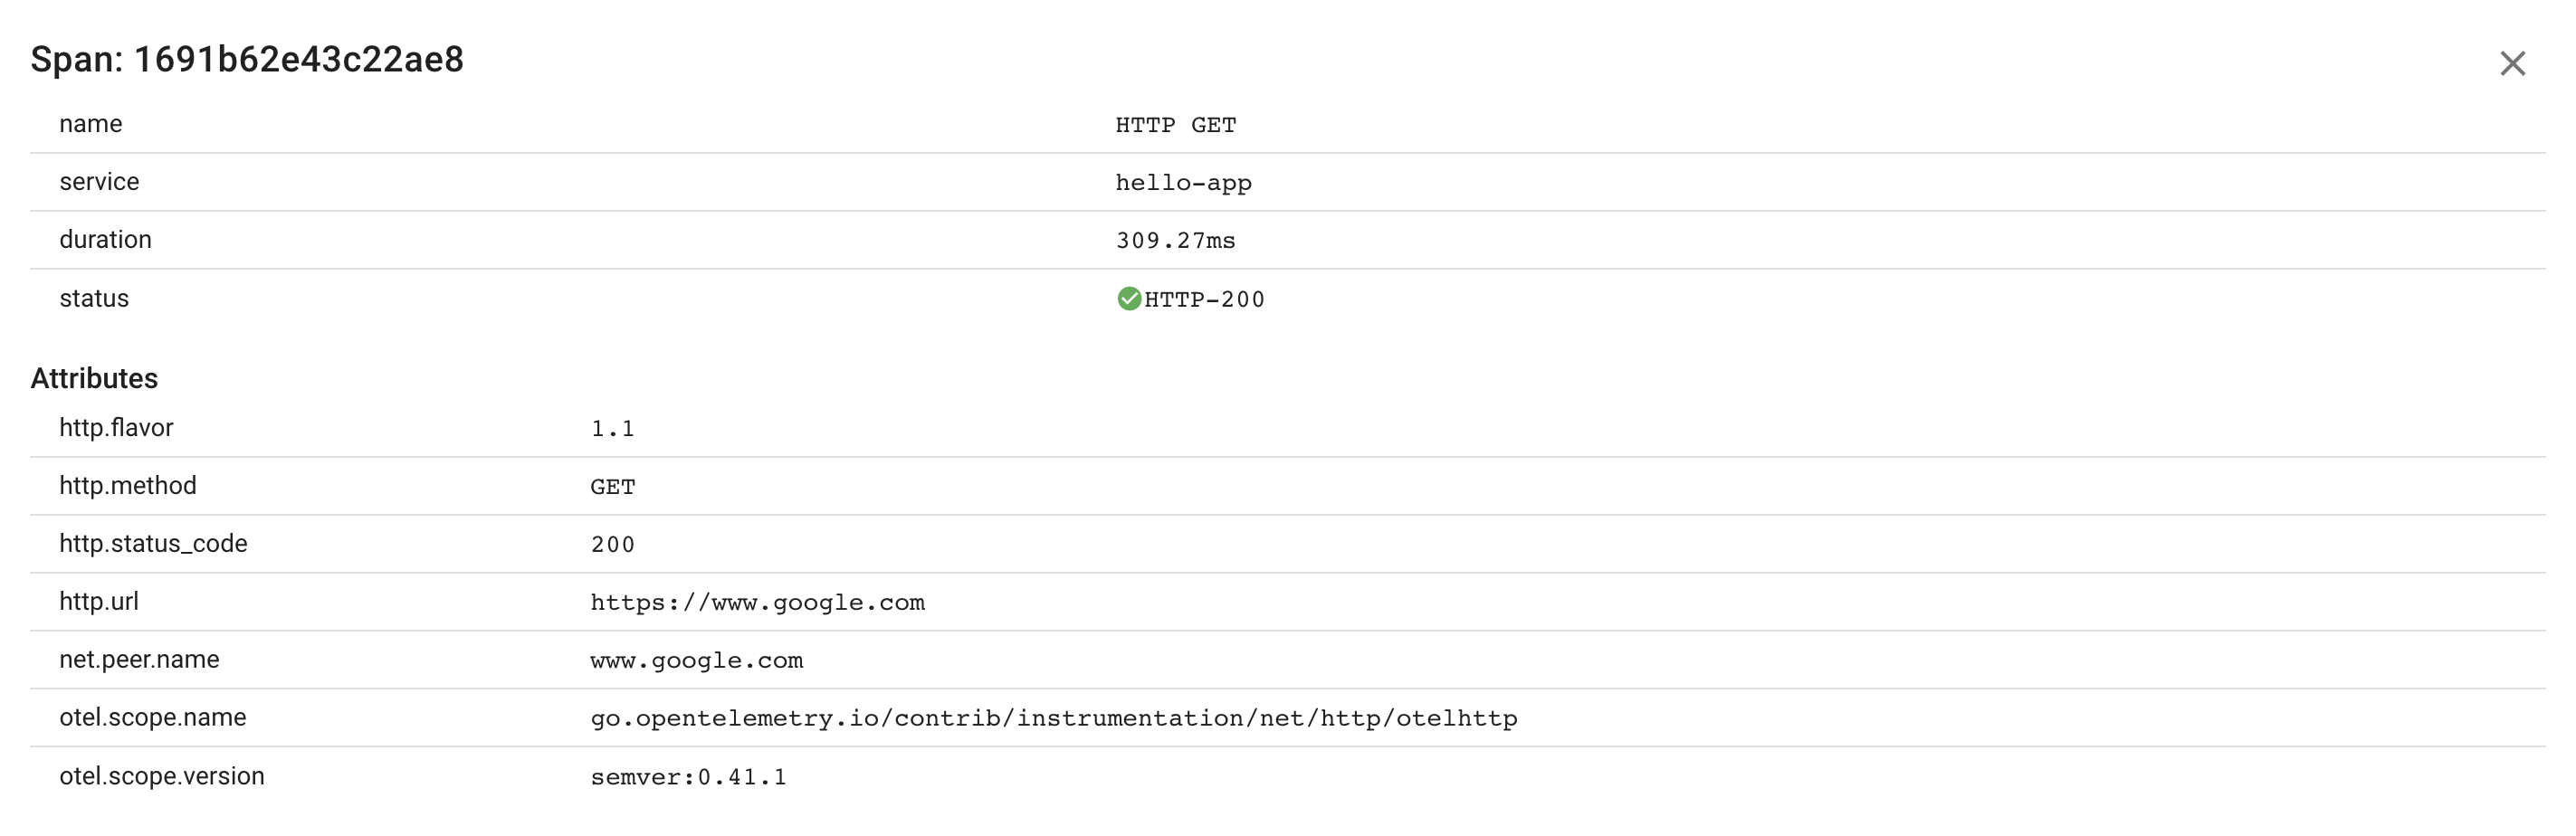 Span: 1691b62e43c22ae8
name HTTP GET
service hello-app
duration 309.27ms
status HTTP-200
Attributes
http.flavor 1.1
http.method GET
http.status_code 200
http.url https://www.google.com
net.peer.name www.google.com
otel.scope.name go.opentelemetry.io/contrib/instrumentation/net/http/otelhttp
otel.scope.version semver:0.41.1